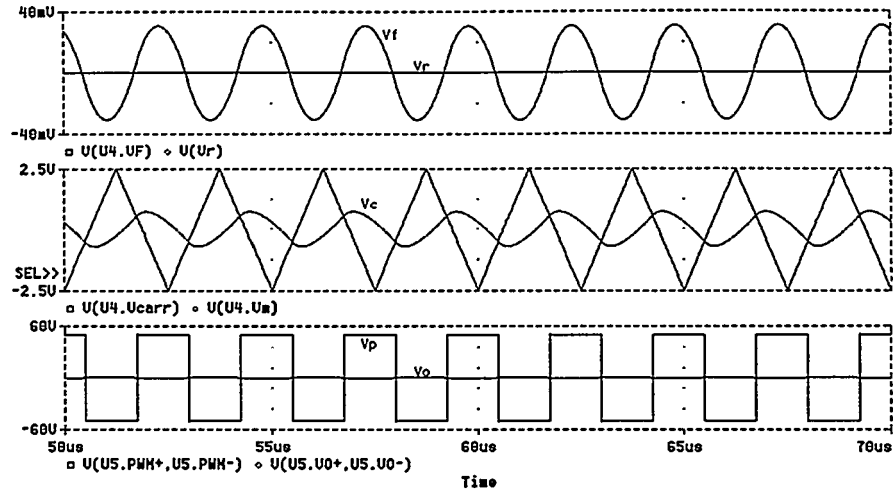 40mV
Vf
Vr
-40mV
□ V(U4.VF) ◇ V(Vr)
2.5V
Vc
SEL>>
-2.5V
□ V(U4.Vcarr) ◦ V(U4.Vm)
60V
Vp
Vo
-60V
50us 55us 60us 65us 70us
□ V(U5.PWM+,U5.PWM-) ◇ V(U5.VO+,U5.VO-)
Time